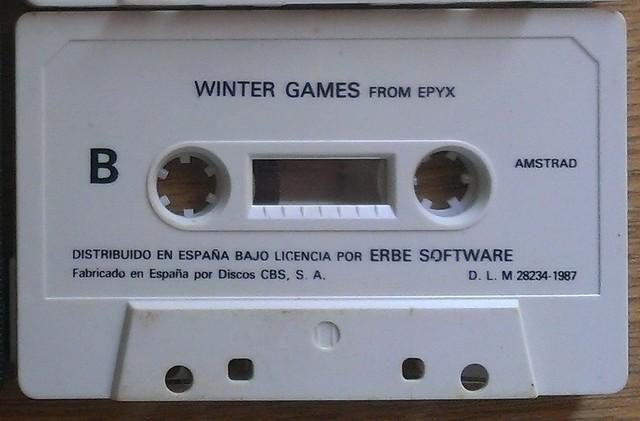 WINTER GAMES FROM EPYX
B
AMSTRAD
DISTRIBUIDO EN ESPAÑA BAJO LICENCIA POR ERBE SOFTWARE
Fabricado en España por Discos CBS, S. A. D. L. M 28234-1987